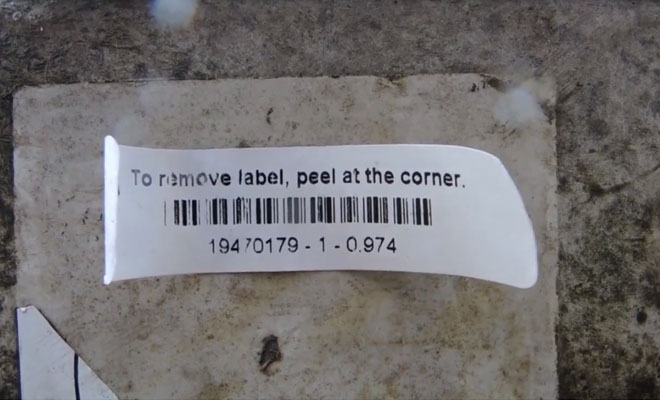 To remove label, peel at the corner.
19470179 - 1 - 0.974